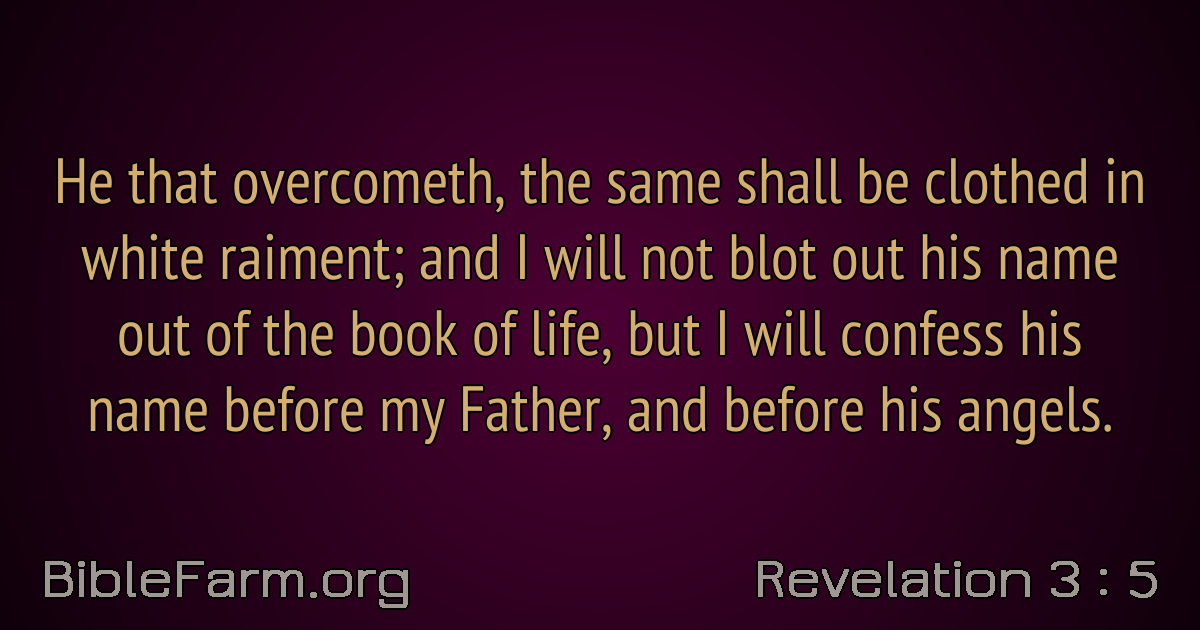 He that overcometh, the same shall be clothed in
white raiment; and I will not blot out his name
out of the book of life, but I will confess his
name before my Father, and before his angels.
BibleFarm.org
Revelation 3 : 5